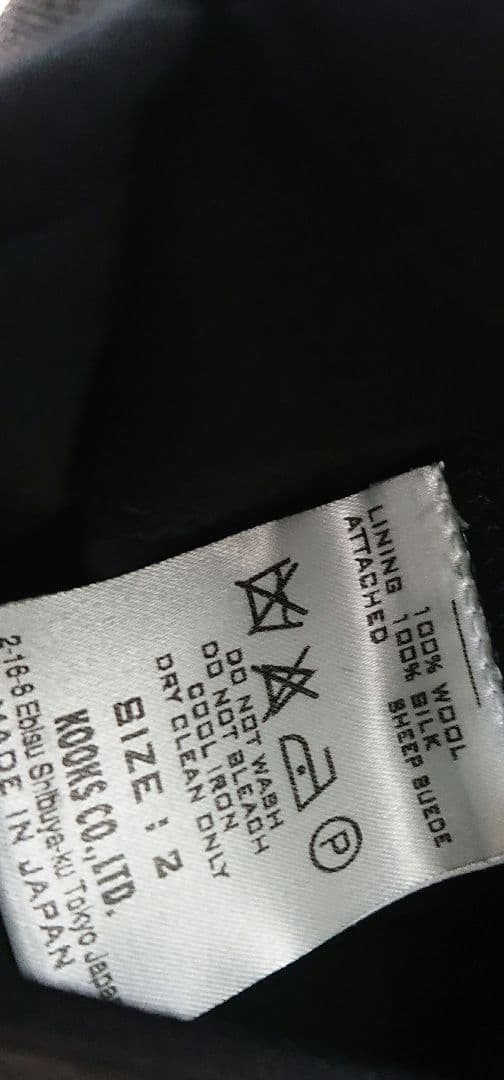 100% WOOL
LINING 100% SILK
ATTACHED SHEEP SUEDE
P
DO NOT WASH
DO NOT BLEACH
COOL IRON
DRY CLEAN ONLY
SIZE : 2
KOOKS CO., LTD.
2-16-8 Ebisu Shibuya-ku Tokyo Japan
MADE IN JAPAN